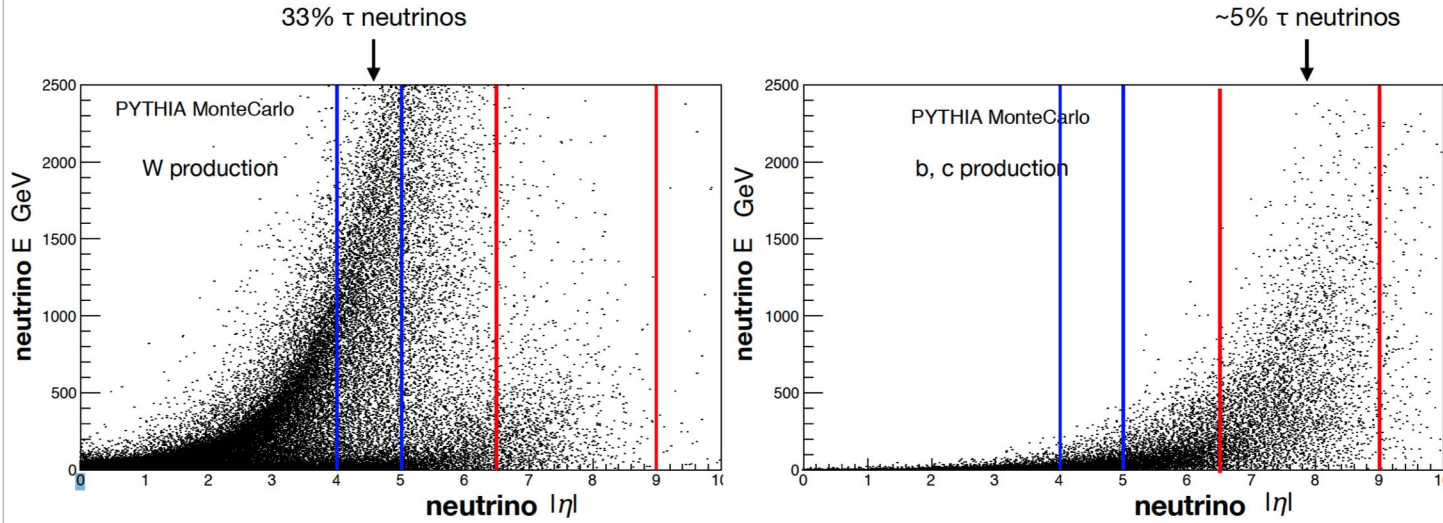 33% τ neutrinos
PYTHIA MonteCarlo
W production
neutrino E GeV
2500
2000
1500
1000
500
0
0 1 2 3 4 5 6 7 8 9 10
neutrino |η|
~5% τ neutrinos
PYTHIA MonteCarlo
b, c production
neutrino E GeV
2500
2000
1500
1000
500
0
0 1 2 3 4 5 6 7 8 9 10
neutrino |η|